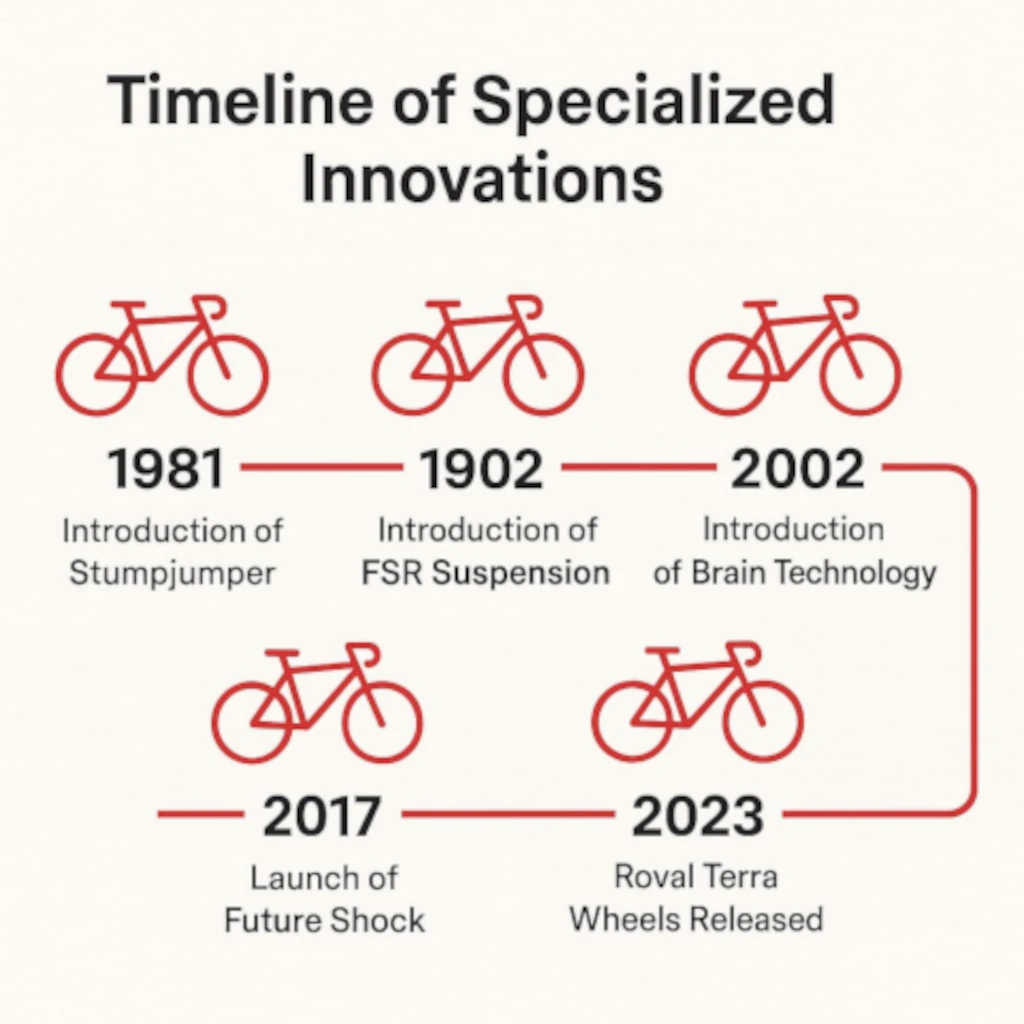 Timeline of Specialized
Innovations
1981
Introduction of
Stumpjumper
1902
Introduction of
FSR Suspension
2002
Introduction
of Brain Technology
2017
Launch of
Future Shock
2023
Roval Terra
Wheels Released